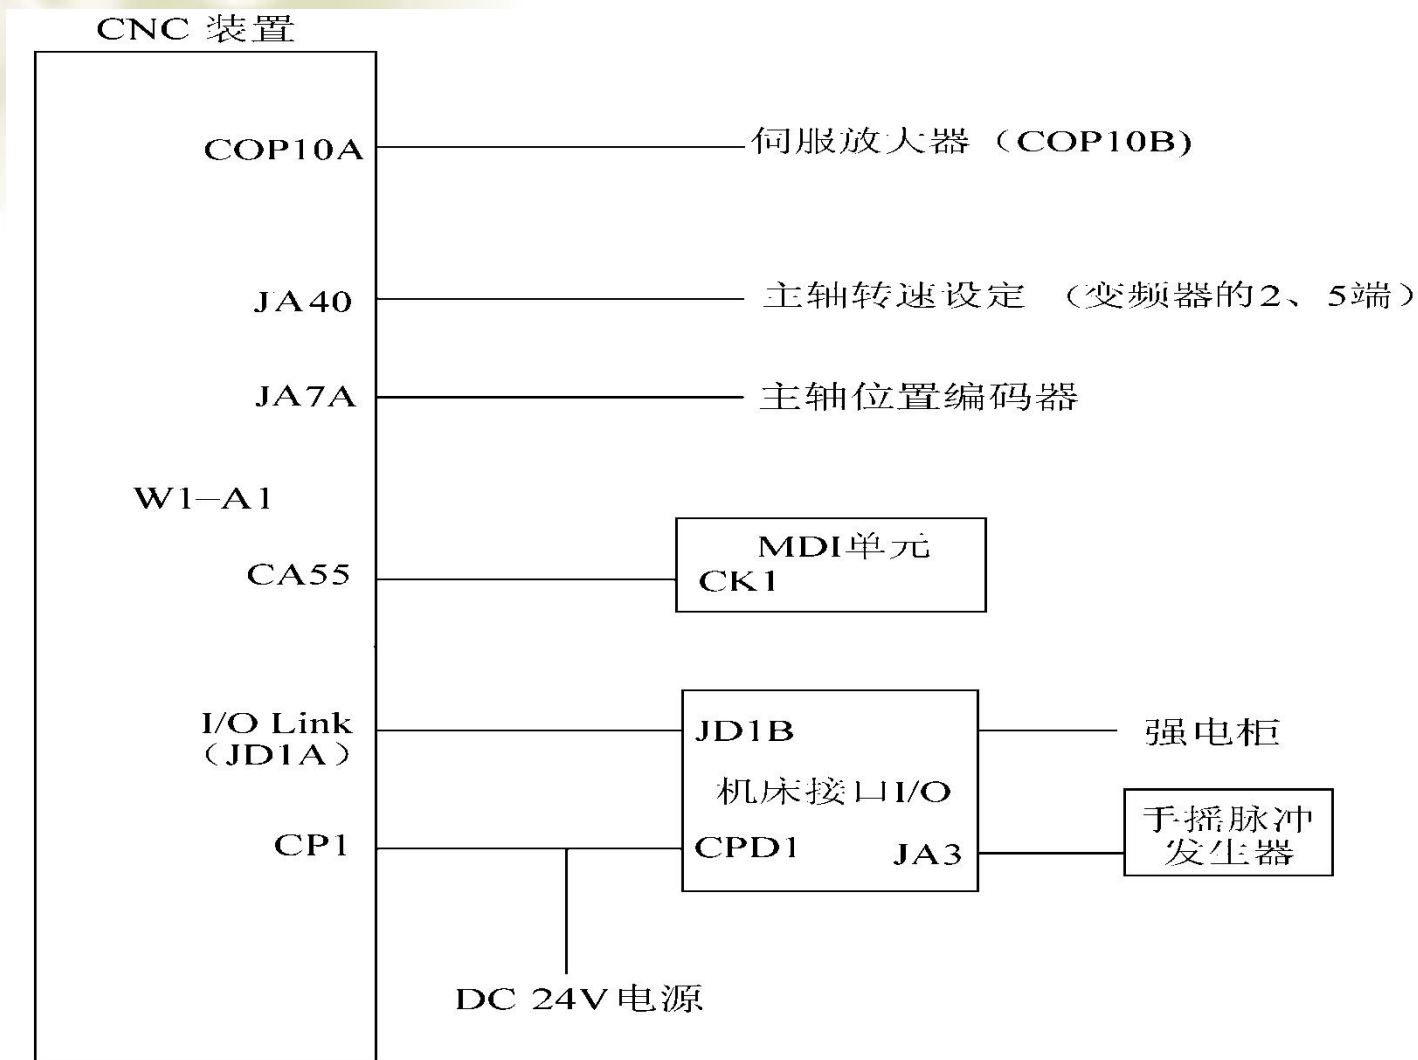 CNC 装置
COP10A
伺服放大器（COP10B)
JA40
主轴转速设定 （变频器的2、5端）
JA7A
主轴位置编码器
W1–A1
MDI单元
CA55
CK1
I/O Link
（JD1A）
JD1B
强电柜
机床接口I/O
手摇脉冲
发生器
CP1
CPD1
JA3
DC 24V电源